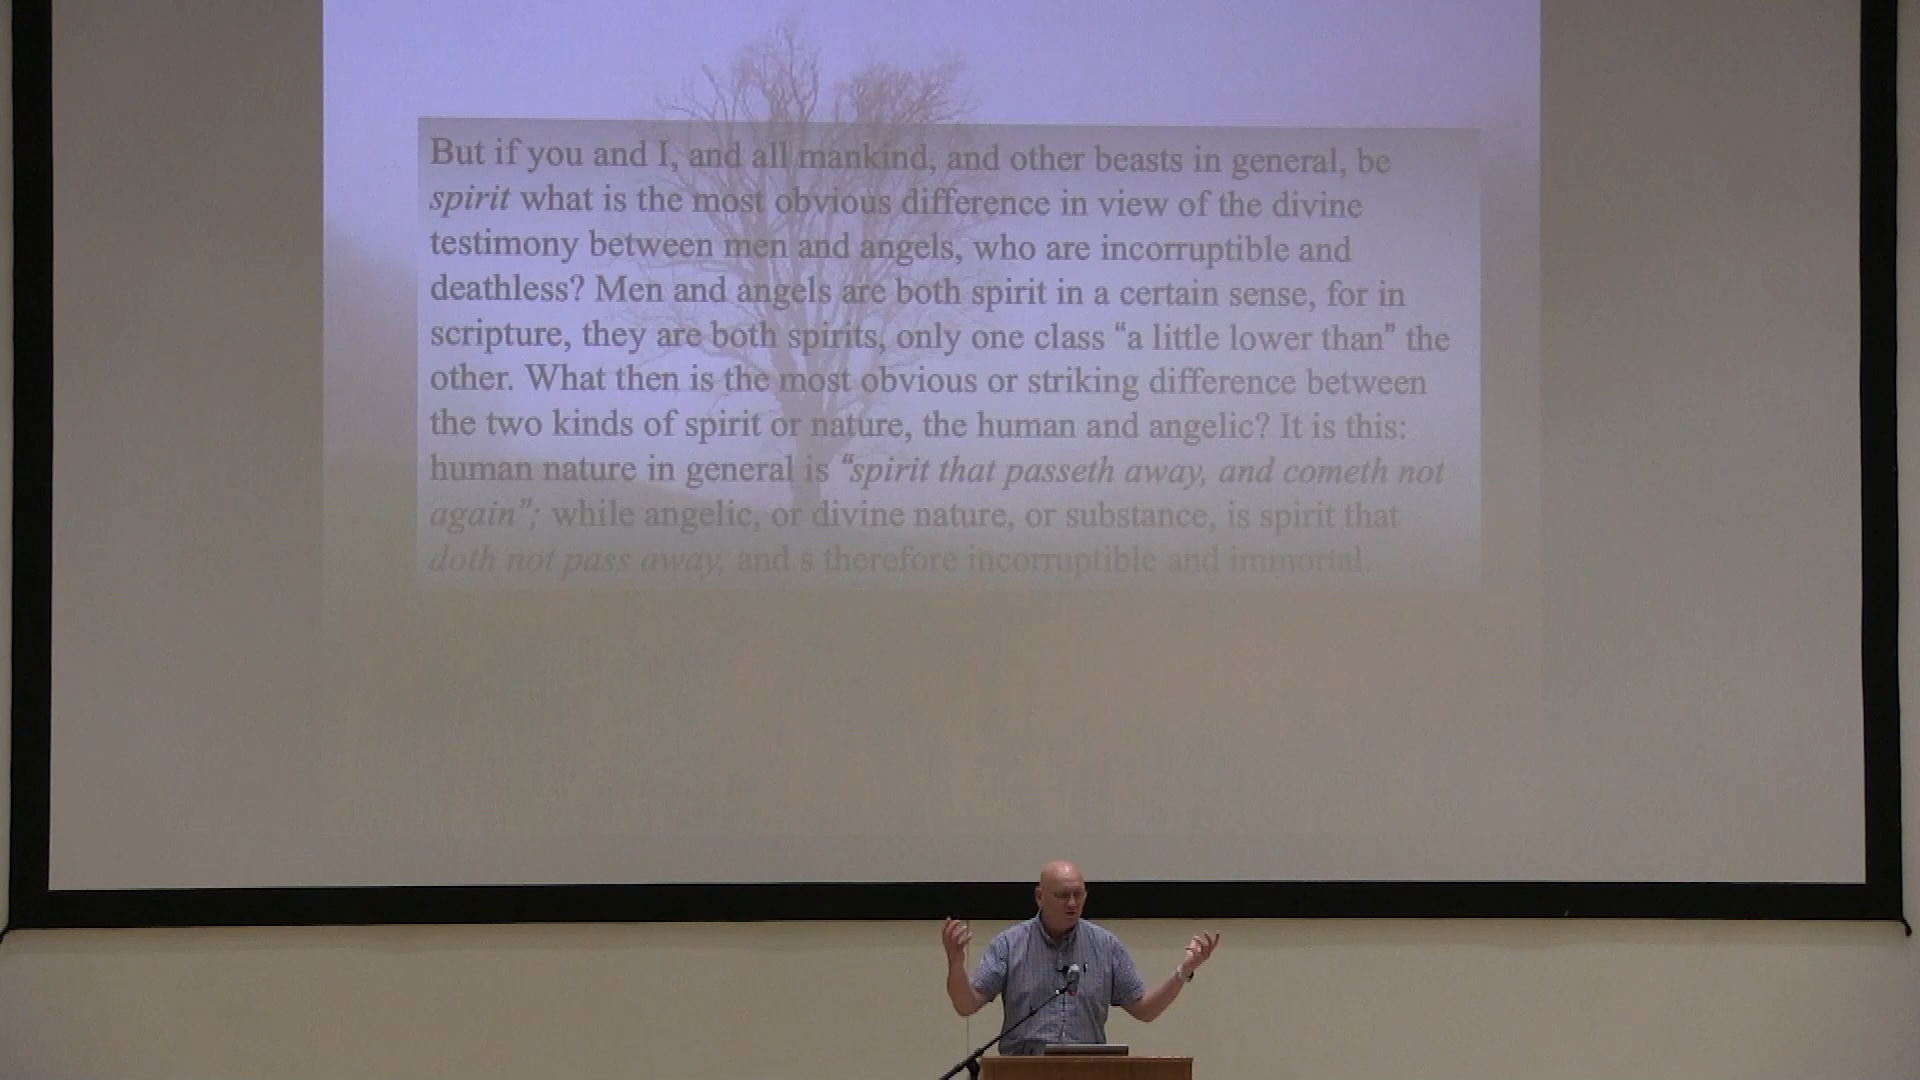 But if you and I, and all mankind, and other beasts in general, be
spirit what is the most obvious difference in view of the divine
testimony between men and angels, who are incorruptible and
deathless? Men and angels are both spirit in a certain sense, for in
scripture, they are both spirits, only one class “a little lower than” the
other. What then is the most obvious or striking difference between
the two kinds of spirit or nature, the human and angelic? It is this:
human nature in general is “spirit that passeth away, and cometh not
again”; while angelic, or divine nature, or substance, is spirit that
doth not pass away, and s therefore incorruptible and immortal.